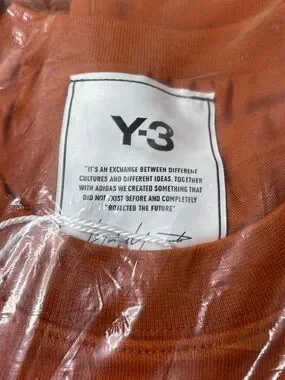 Y-3
"IT'S AN EXCHANGE BETWEEN DIFFERENT
CULTURES AND DIFFERENT IDEAS. TOGETHER
WITH ADIDAS WE CREATED SOMETHING THAT
DID NOT EXIST BEFORE AND COMPLETELY
PROJECTED THE FUTURE"